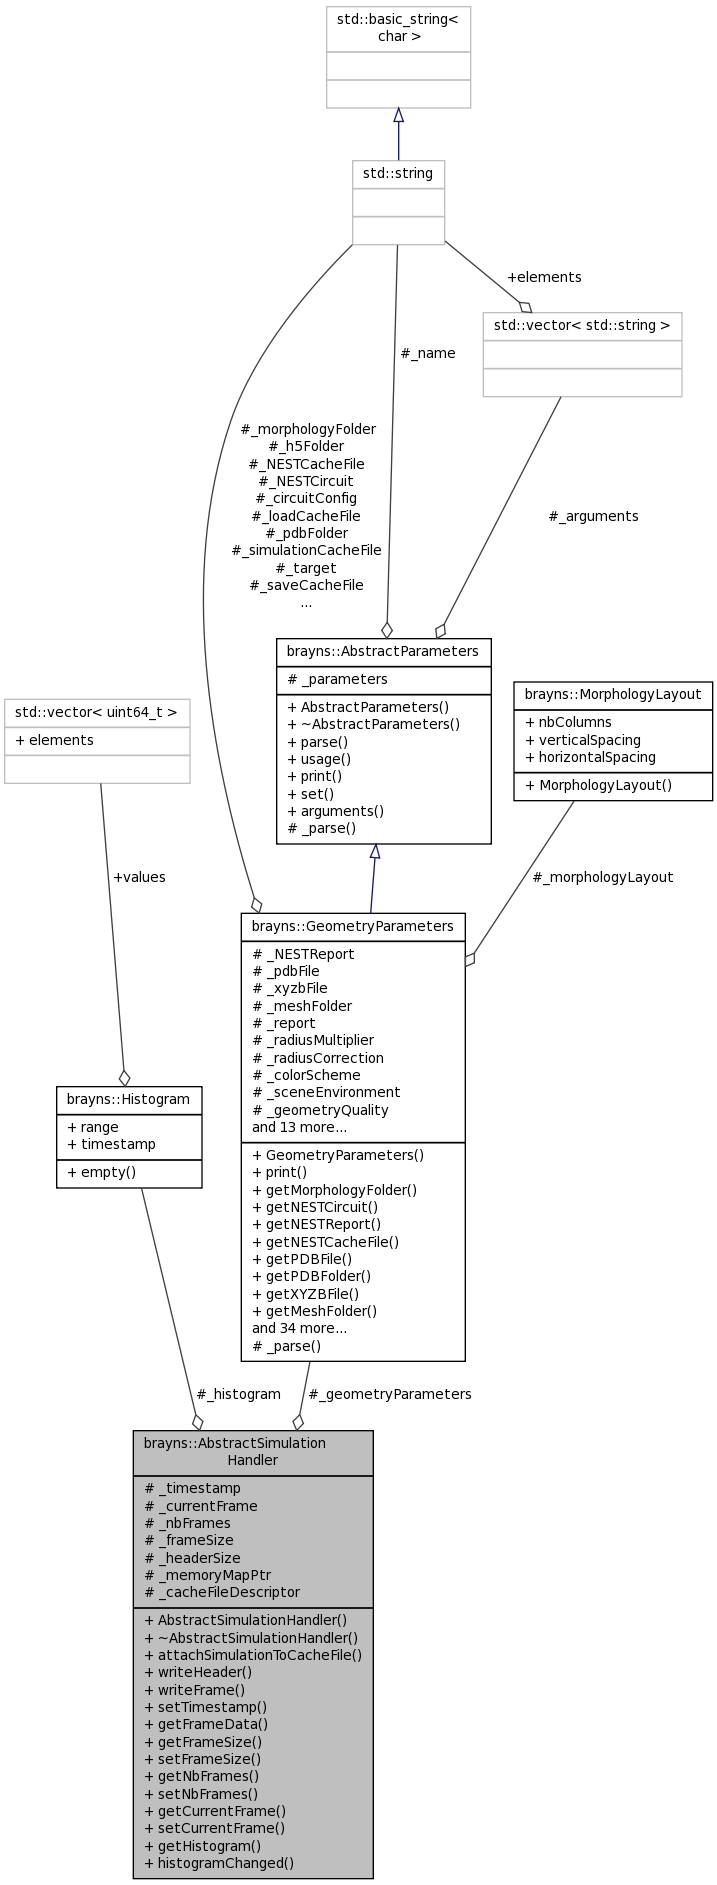 std::basic_string<
char >
std::string
+elements
std::vector< std::string >
#_name
#_morphologyFolder
#_h5Folder
#_NESTCacheFile
#_NESTCircuit
#_circuitConfig
#_loadCacheFile
#_pdbFolder
#_simulationCacheFile
#_target
#_saveCacheFile
...
#_arguments
brayns::AbstractParameters
# _parameters
+ AbstractParameters()
+ ~AbstractParameters()
+ parse()
+ usage()
+ print()
+ set()
+ arguments()
# _parse()
brayns::MorphologyLayout
+ nbColumns
+ verticalSpacing
+ horizontalSpacing
+ MorphologyLayout()
std::vector< uint64_t >
+ elements
+values
#_morphologyLayout
brayns::GeometryParameters
# _NESTReport
# _pdbFile
# _xyzbFile
# _meshFolder
# _report
# _radiusMultiplier
# _radiusCorrection
# _colorScheme
# _sceneEnvironment
# _geometryQuality
and 13 more...
+ GeometryParameters()
+ print()
+ getMorphologyFolder()
+ getNESTCircuit()
+ getNESTReport()
+ getNESTCacheFile()
+ getPDBFile()
+ getPDBFolder()
+ getXYZBFile()
+ getMeshFolder()
and 34 more...
# _parse()
brayns::Histogram
+ range
+ timestamp
+ empty()
#_histogram
#_geometryParameters
brayns::AbstractSimulation
Handler
# _timestamp
# _currentFrame
# _nbFrames
# _frameSize
# _headerSize
# _memoryMapPtr
# _cacheFileDescriptor
+ AbstractSimulationHandler()
+ ~AbstractSimulationHandler()
+ attachSimulationToCacheFile()
+ writeHeader()
+ writeFrame()
+ setTimestamp()
+ getFrameData()
+ getFrameSize()
+ setFrameSize()
+ getNbFrames()
+ setNbFrames()
+ getCurrentFrame()
+ setCurrentFrame()
+ getHistogram()
+ histogramChanged()